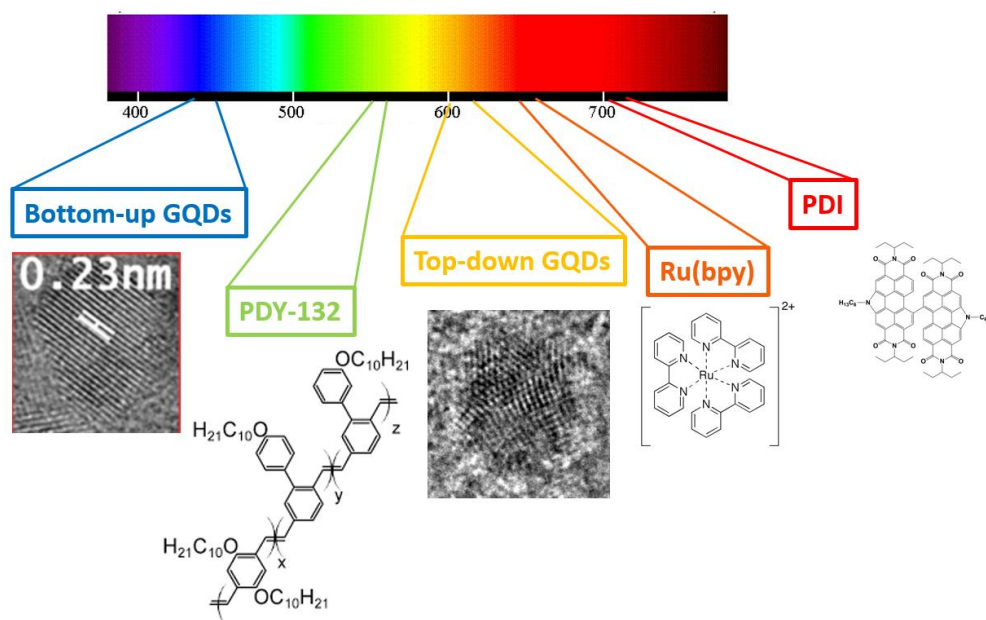 400
500
600
700
Bottom-up GQDs
PDY-132
Top-down GQDs
Ru(bpy)
PDI
0.23nm
OC₁₀H₂₁
H₂₁C₁₀O
z
y
H₂₁C₁₀O
x
OC₁₀H₂₁
2+
N
N
N
Ru
N
N
N
O
N
O
O
N
O
H₁₃C₆
N
N
O
N
O
O
N
O